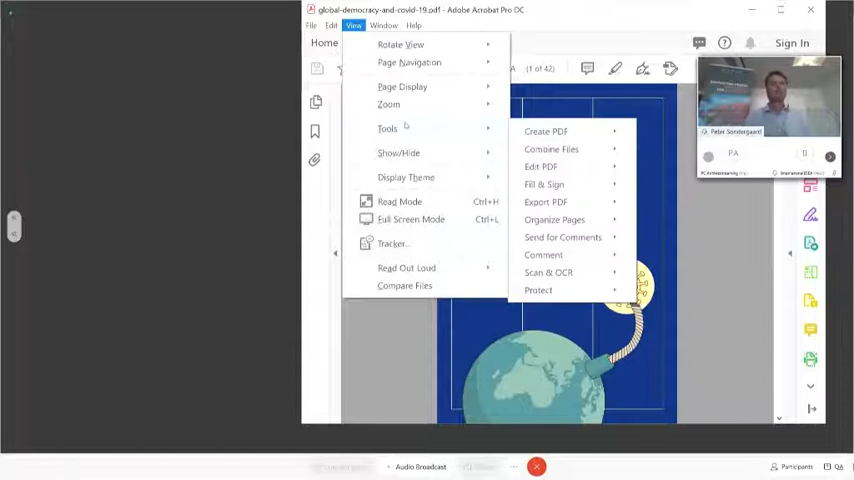 global-democracy-and-covid-19.pdf - Adobe Acrobat Pro DC
File Edit View Window Help
Home
Sign In
(1 of 42)
Rotate View
Page Navigation
Page Display
Zoom
Tools
Show/Hide
Display Theme
Read Mode Ctrl+H
Full Screen Mode Ctrl+L
Tracker...
Read Out Loud
Compare Files
Create PDF
Combine Files
Edit PDF
Fill & Sign
Export PDF
Organize Pages
Send for Comments
Comment
Scan & OCR
Protect
Peter Sondergaard
PA
Audio Broadcast
Participants